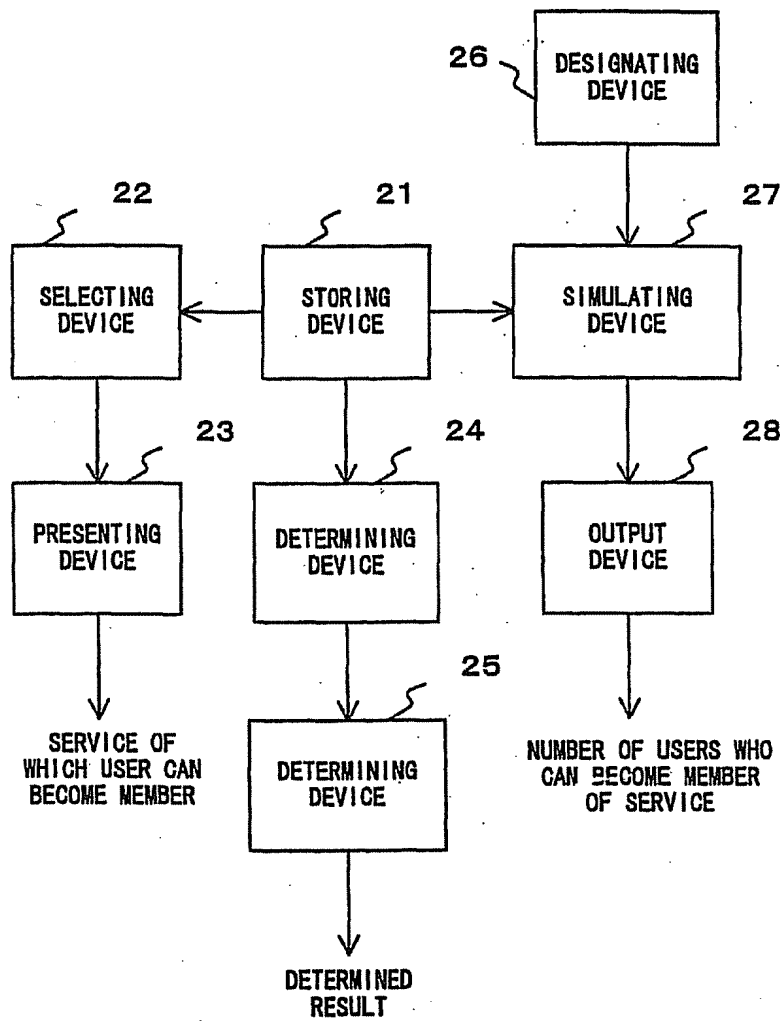 26
DESIGNATING
DEVICE
22
21
27
SELECTING
DEVICE
STORING
DEVICE
SIMULATING
DEVICE
23
24
28
PRESENTING
DEVICE
DETERMINING
DEVICE
OUTPUT
DEVICE
25
SERVICE OF
WHICH USER CAN
BECOME MEMBER
DETERMINING
DEVICE
NUMBER OF USERS WHO
CAN BECOME MEMBER
OF SERVICE
DETERMINED
RESULT